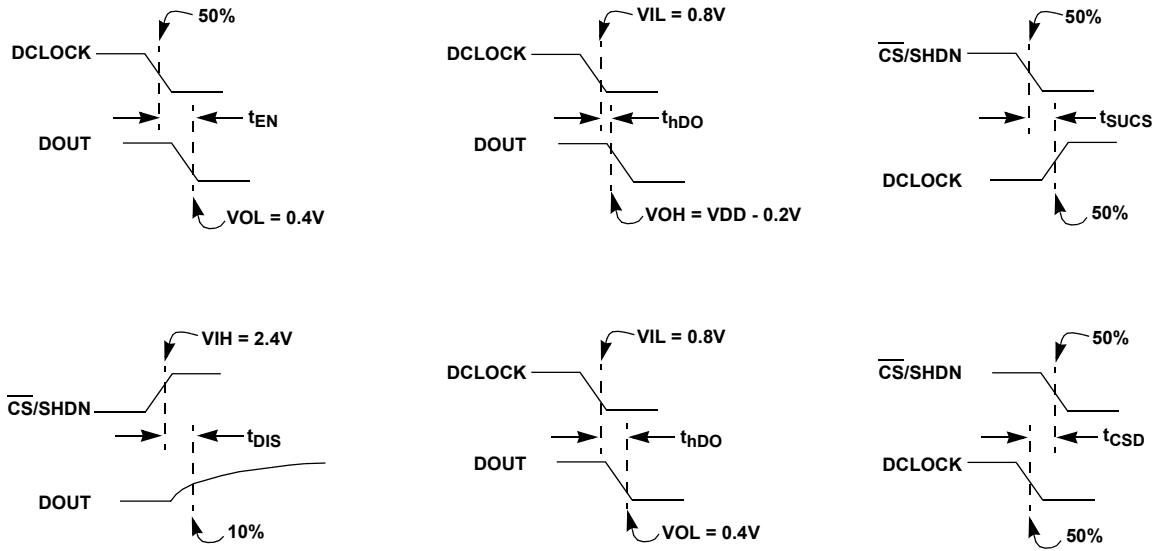 50%
DCLOCK
tEN
DOUT
VOL = 0.4V
VIL = 0.8V
DCLOCK
thDO
DOUT
VOH = VDD - 0.2V
50%
CS/SHDN
tSUCS
DCLOCK
50%
VIH = 2.4V
CS/SHDN
tDIS
DOUT
10%
VIL = 0.8V
DCLOCK
thDO
DOUT
VOL = 0.4V
50%
CS/SHDN
tCSD
DCLOCK
50%